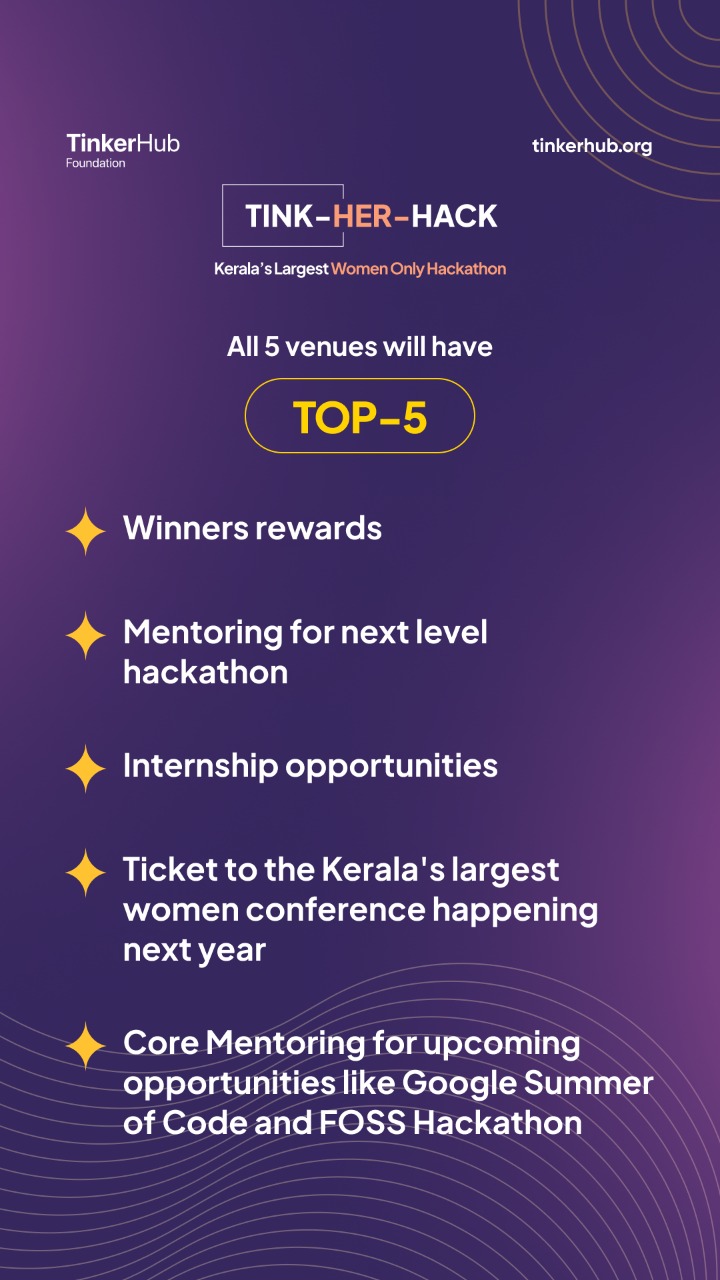 TinkerHub
Foundation
tinkerhub.org
TINK-HER-HACK
Kerala's Largest Women Only Hackathon
All 5 venues will have
TOP-5
Winners rewards
Mentoring for next level
hackathon
Internship opportunities
Ticket to the Kerala's largest
women conference happening
next year
Core Mentoring for upcoming
opportunities like Google Summer
of Code and FOSS Hackathon